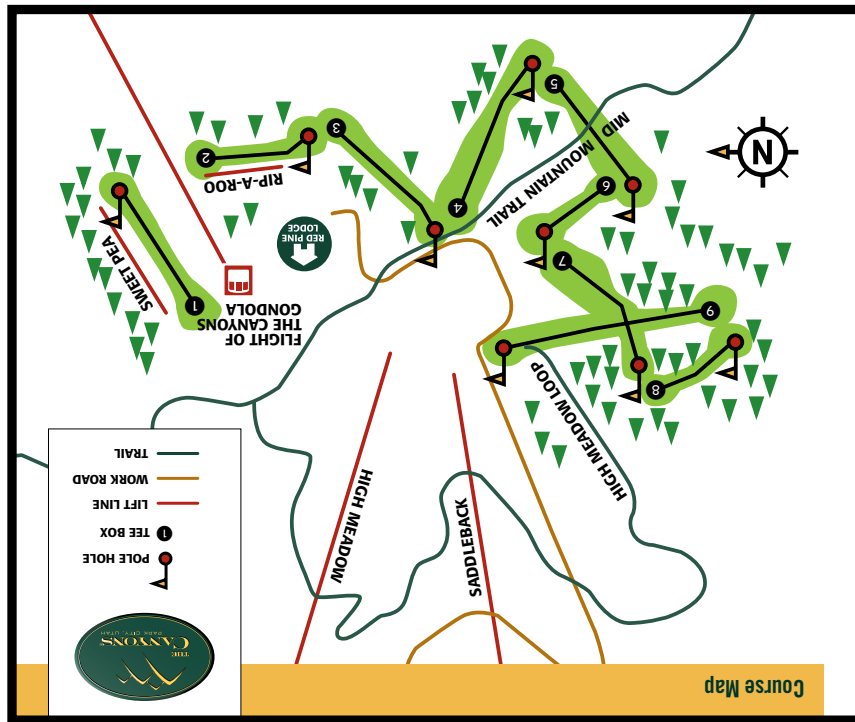 Course Map
THE
CANYONS
PARK CITY, UTAH
POLE HOLE
1 TEE BOX
LIFT LINE
WORK ROAD
TRAIL
SADDLEBACK
HIGH MEADOW
HIGH MEADOW LOOP
8
9
FLIGHT OF
THE CANYONS
GONDOLA
1
SWEET PEA
7
RED PINE
LODGE
4
6
RIP-A-ROO
MID MOUNTAIN TRAIL
N
2
3
5